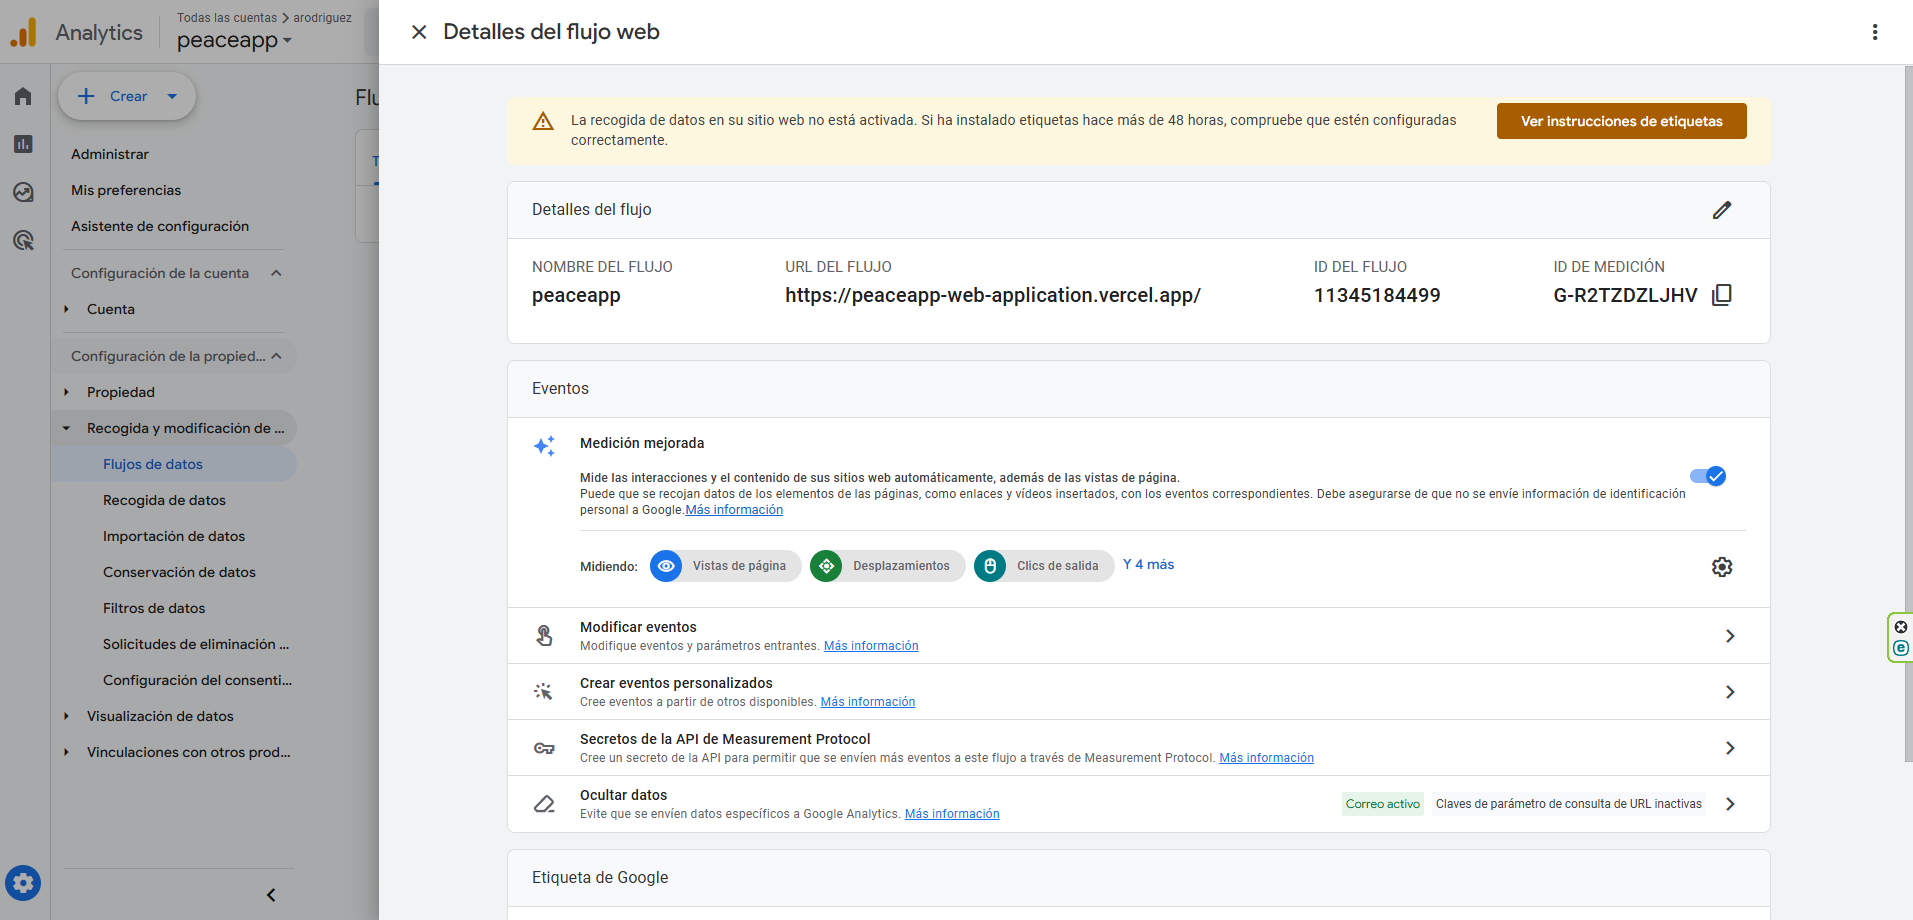 Analytics
Todas las cuentas > arodriguez
peaceapp
Detalles del flujo web
Crear
Administrar
Mis preferencias
Asistente de configuración
Configuración de la cuenta
Cuenta
Configuración de la propied...
Propiedad
Recogida y modificación de ...
Flujos de datos
Recogida de datos
Importación de datos
Conservación de datos
Filtros de datos
Solicitudes de eliminación ...
Configuración del consenti...
Visualización de datos
Vinculaciones con otros prod...
Flu
T
La recogida de datos en su sitio web no está activada. Si ha instalado etiquetas hace más de 48 horas, compruebe que estén configuradas
correctamente.
Ver instrucciones de etiquetas
Detalles del flujo
NOMBRE DEL FLUJO
peaceapp
URL DEL FLUJO
https://peaceapp-web-application.vercel.app/
ID DEL FLUJO
11345184499
ID DE MEDICIÓN
G-R2TZDZLJHV
Eventos
Medición mejorada
Mide las interacciones y el contenido de sus sitios web automáticamente, además de las vistas de página.
Puede que se recojan datos de los elementos de las páginas, como enlaces y vídeos insertados, con los eventos correspondientes. Debe asegurarse de que no se envíe información de identificación
personal a Google.Más información
Midiendo:
Vistas de página
Desplazamientos
Clics de salida
Y 4 más
Modificar eventos
Modifique eventos y parámetros entrantes. Más información
Crear eventos personalizados
Cree eventos a partir de otros disponibles. Más información
Secretos de la API de Measurement Protocol
Cree un secreto de la API para permitir que se envíen más eventos a este flujo a través de Measurement Protocol. Más información
Ocultar datos
Evite que se envíen datos específicos a Google Analytics. Más información
Correo activo
Claves de parámetro de consulta de URL inactivas
Etiqueta de Google